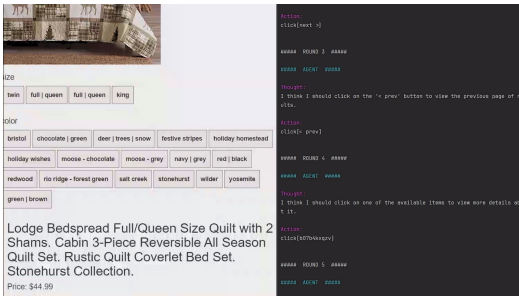 size
twin
full | queen
full | queen
king
color
bristol
chocolate | green
deer | trees | snow
festive stripes
holiday homestead
holiday wishes
moose - chocolate
moose - grey
navy | grey
red | black
redwood
rio ridge - forest green
salt creek
stonehurst
wilder
yosemite
green | brown
Lodge Bedspread Full/Queen Size Quilt with 2
Shams. Cabin 3-Piece Reversible All Season
Quilt Set. Rustic Quilt Coverlet Bed Set.
Stonehurst Collection.
Price: $44.99
Action:
click[next >]
##### ROUND 3 #####
##### AGENT #####
Thought:
I think I should click on the '< prev' button to view the previous page of
ults.
Action:
click[< prev]
##### ROUND 4 #####
##### AGENT #####
Thought:
I think I should click on one of the available items to view more details
t it.
Action:
##### ROUND 5 #####
##### AGENT #####